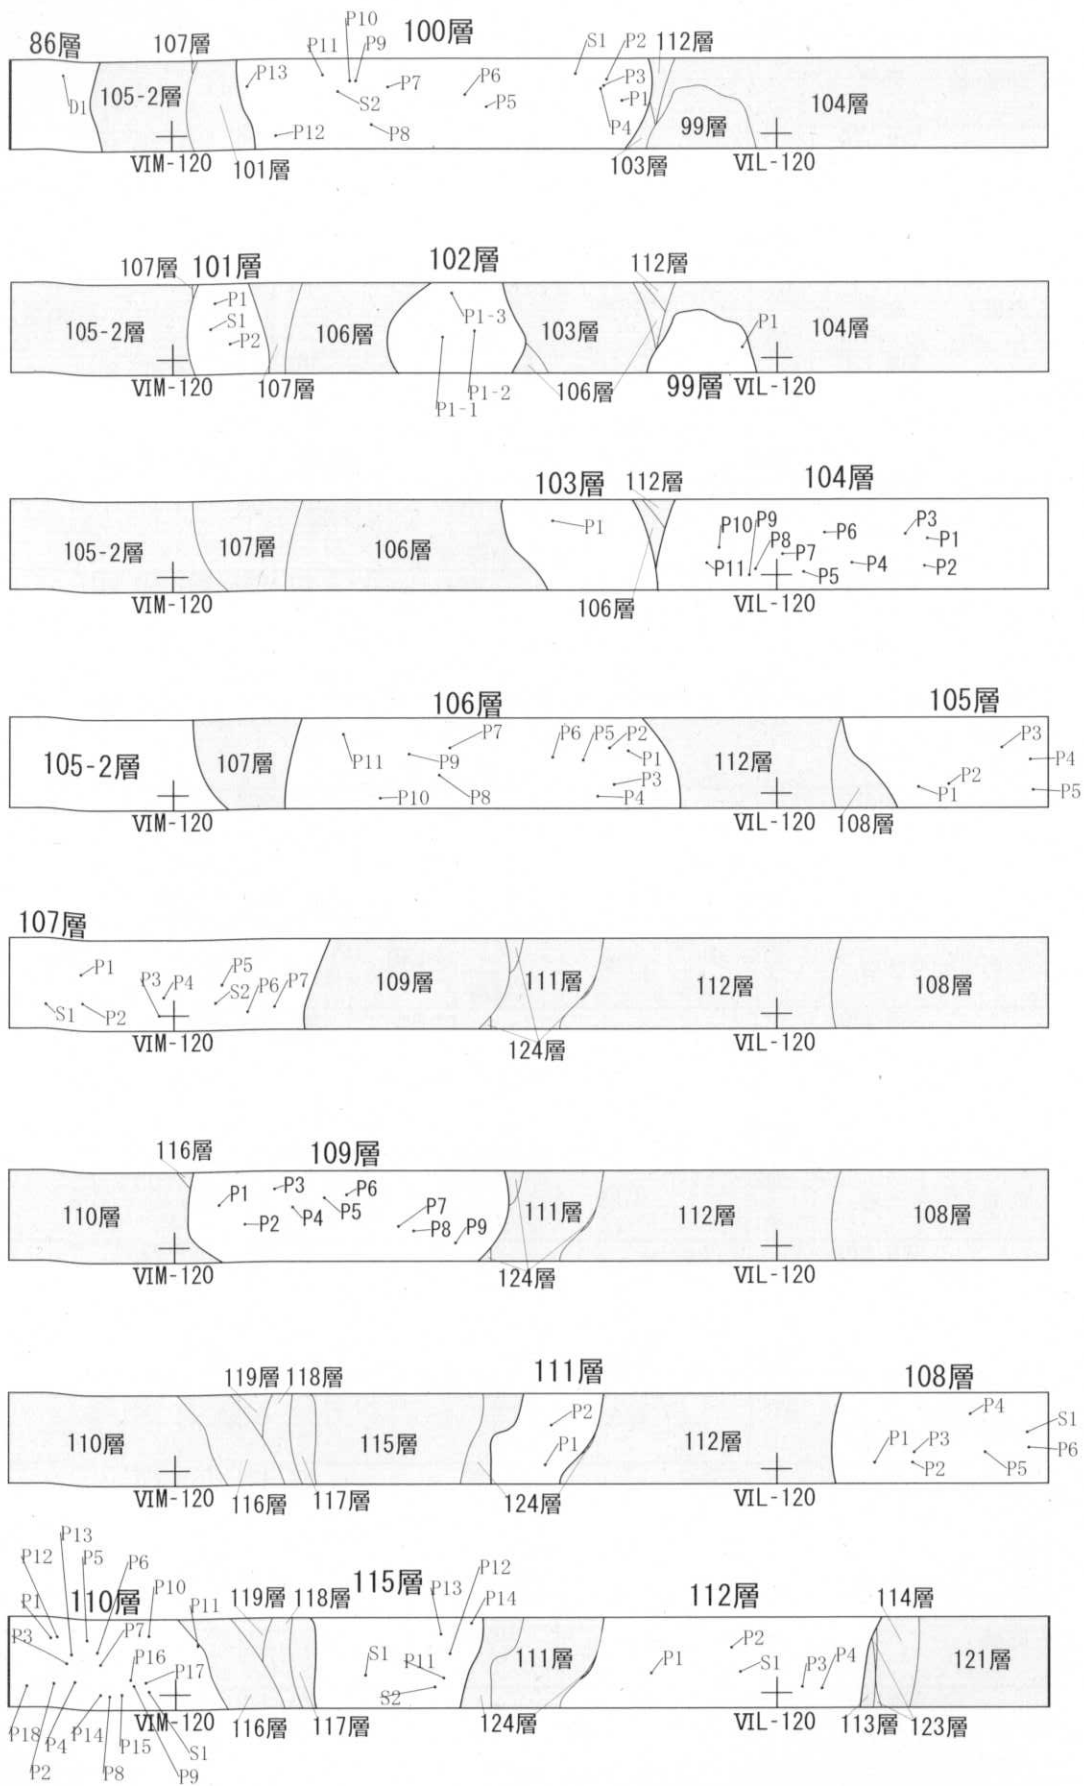 P10
86層 107層 P11 P9 100層 S1 P2 112層
P13 P7 P6 P3
D1 105-2層 S2 P5 P1 104層
P12 P8 P4 99層
VIM-120 101層 103層 VIL-120
107層 101層 102層 112層
P1 P1-3 P1
105-2層 S1 106層 103層 104層
P2
VIM-120 107層 P1-2 106層 99層 VIL-120
P1-1
103層 112層 104層
P1 P10 P9 P6 P3
105-2層 107層 106層 P8 P7 P1
P11 P5 P4 P2
VIM-120 106層 VIL-120
106層 105層
P7 P6 P5 P2 P3
105-2層 107層 P11 P9 P1 112層 P4
P3 P2
P10 P8 P4 P1 P5
VIM-120 VIL-120 108層
107層
P1 P3 P4 P5 P6 P7 109層 111層 112層 108層
S1 P2 S2
VIM-120 124層 VIL-120
116層 109層
P1 P3 P6
110層 P2 P4 P5 P7 111層 112層 108層
P8 P9
VIM-120 124層 VIL-120
119層 118層 111層 108層
P2 P4 S1
110層 115層 P1 112層 P1 P3 P6
P2 P5
VIM-120 116層 117層 124層 VIL-120
P13
P12 P5 P6 P12
P1 110層 P10 P11 119層 118層 115層 P13 P14 112層 114層
P3 P7 P2
P16 S1 P11 111層 P1 S1 P3 P4 121層
P17 S2
P18 P4 P14 P15 VIM-120 116層 117層 124層 VIL-120 113層 123層
P2 P8 S1
P9